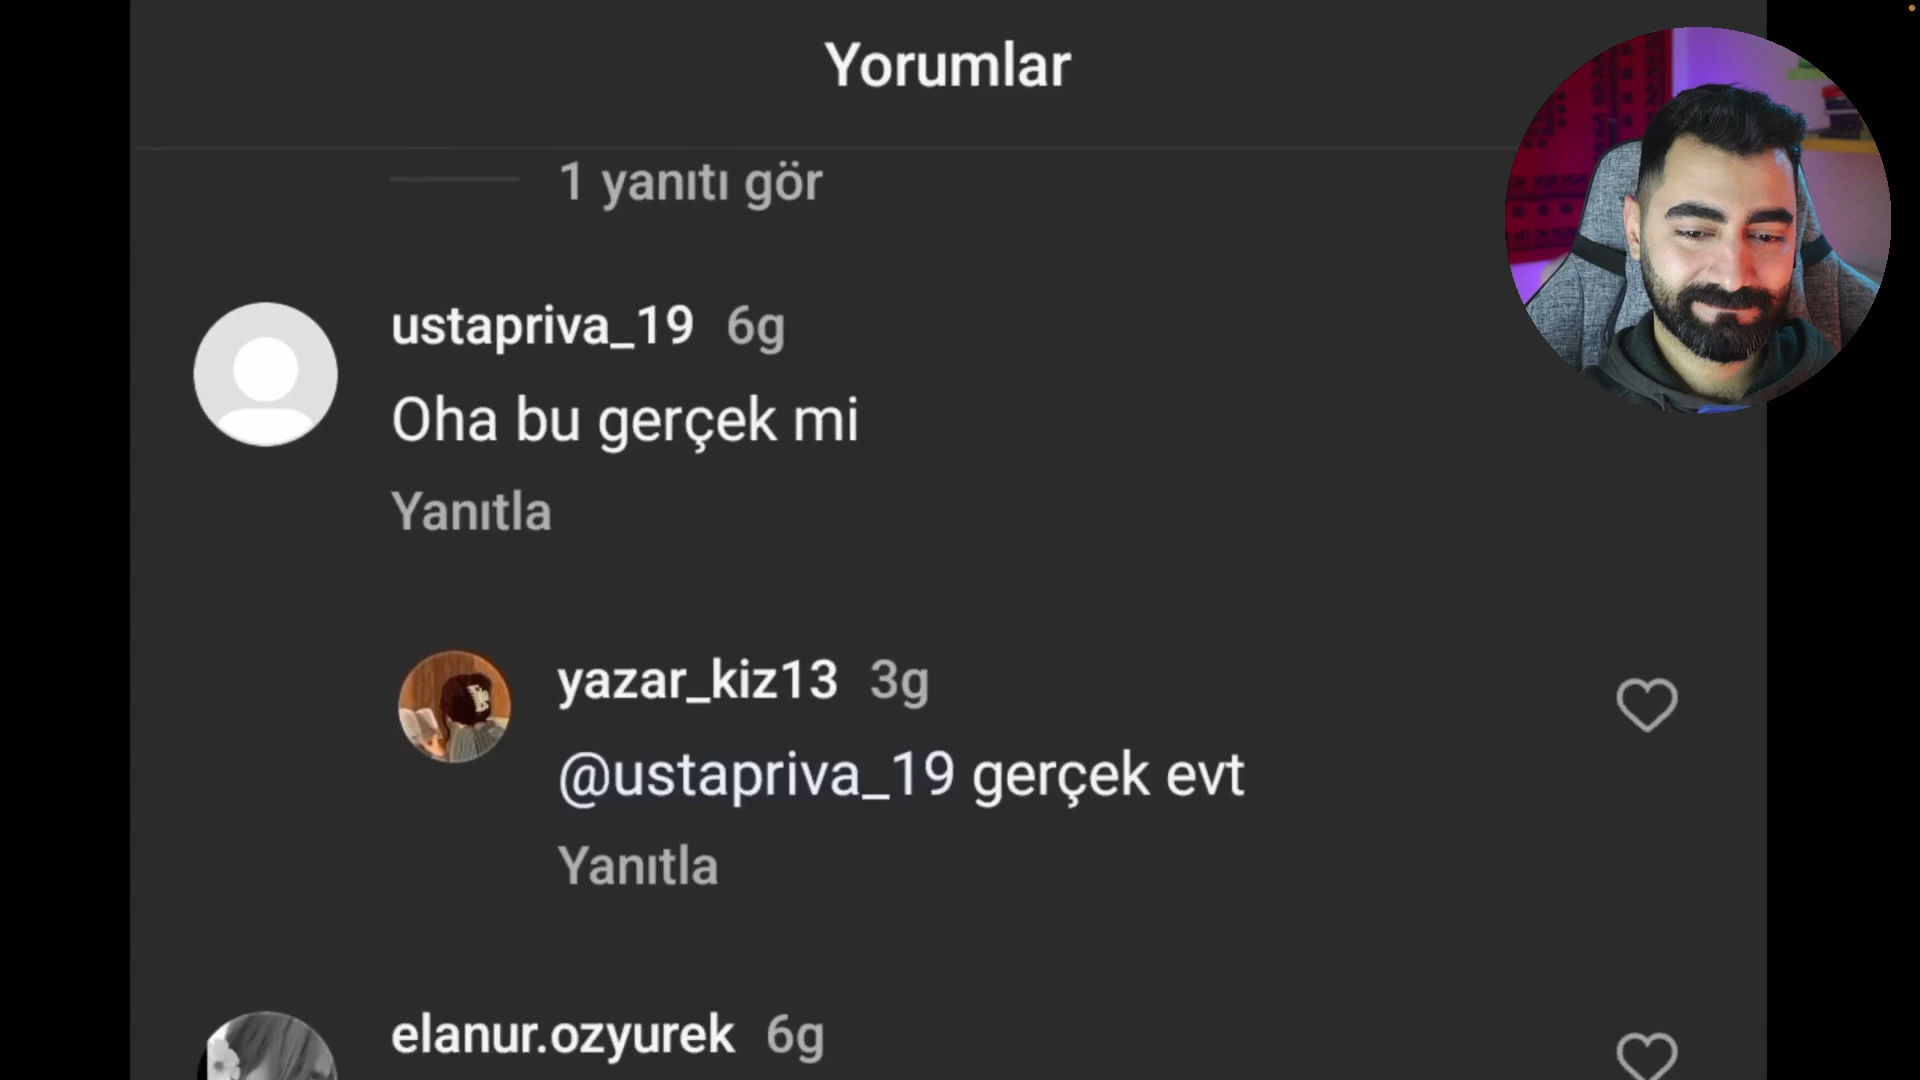 Yorumlar
1 yanıtı gör
ustapriva_19 6g
Oha bu gerçek mi
Yanıtla
yazar_kiz13 3g
@ustapriva_19 gerçek evt
Yanıtla
elanur.ozyurek 6g